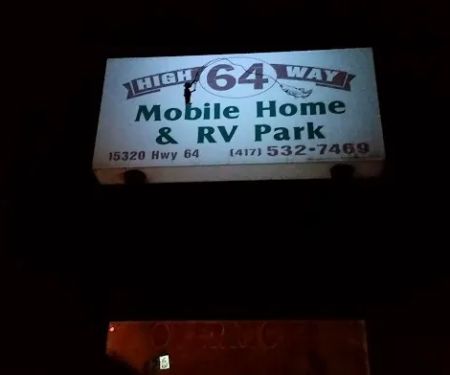 HIGH 64 WAY
Mobile Home
& RV Park
15320 Hwy 64 (417) 532-7469